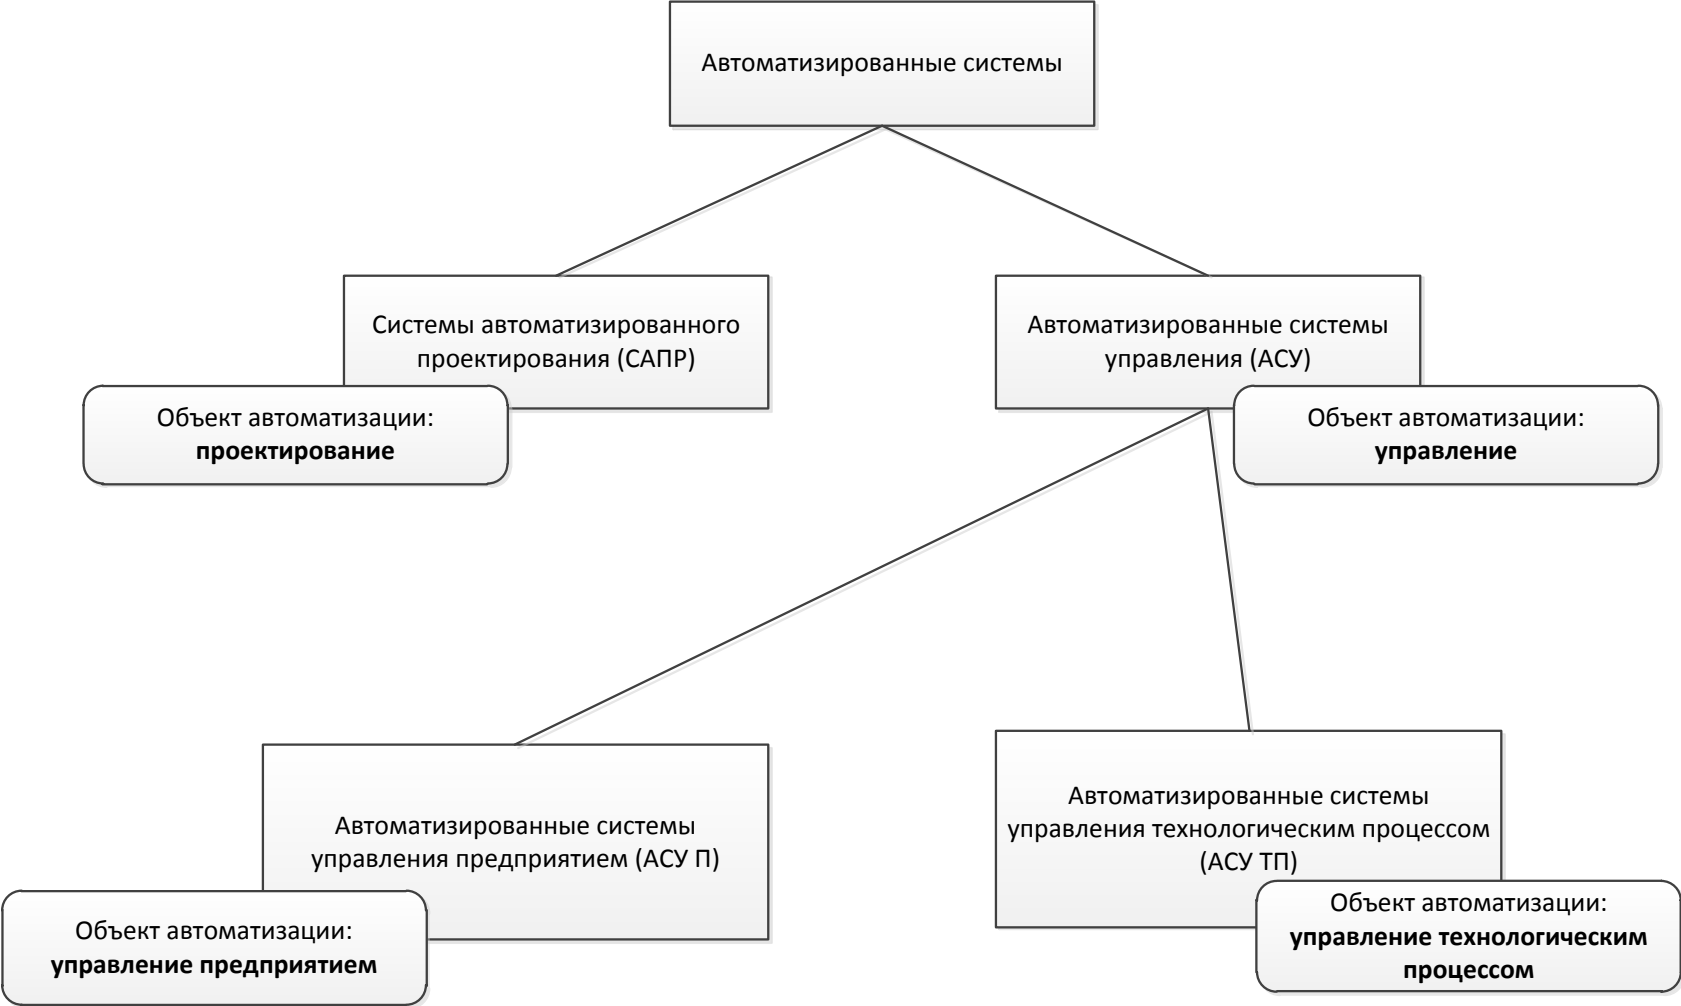 Автоматизированные системы
Системы автоматизированного
проектирования (САПР)
Объект автоматизации:
проектирование
Автоматизированные системы
управления (АСУ)
Объект автоматизации:
управление
Автоматизированные системы
управления предприятием (АСУ П)
Объект автоматизации:
управление предприятием
Автоматизированные системы
управления технологическим процессом
(АСУ ТП)
Объект автоматизации:
управление технологическим
процессом